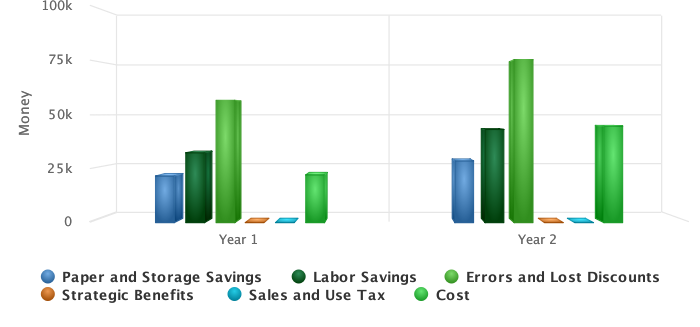 100k
75k
50k
25k
0
Money
Year 1
Year 2
Paper and Storage Savings
Labor Savings
Errors and Lost Discounts
Strategic Benefits
Sales and Use Tax
Cost